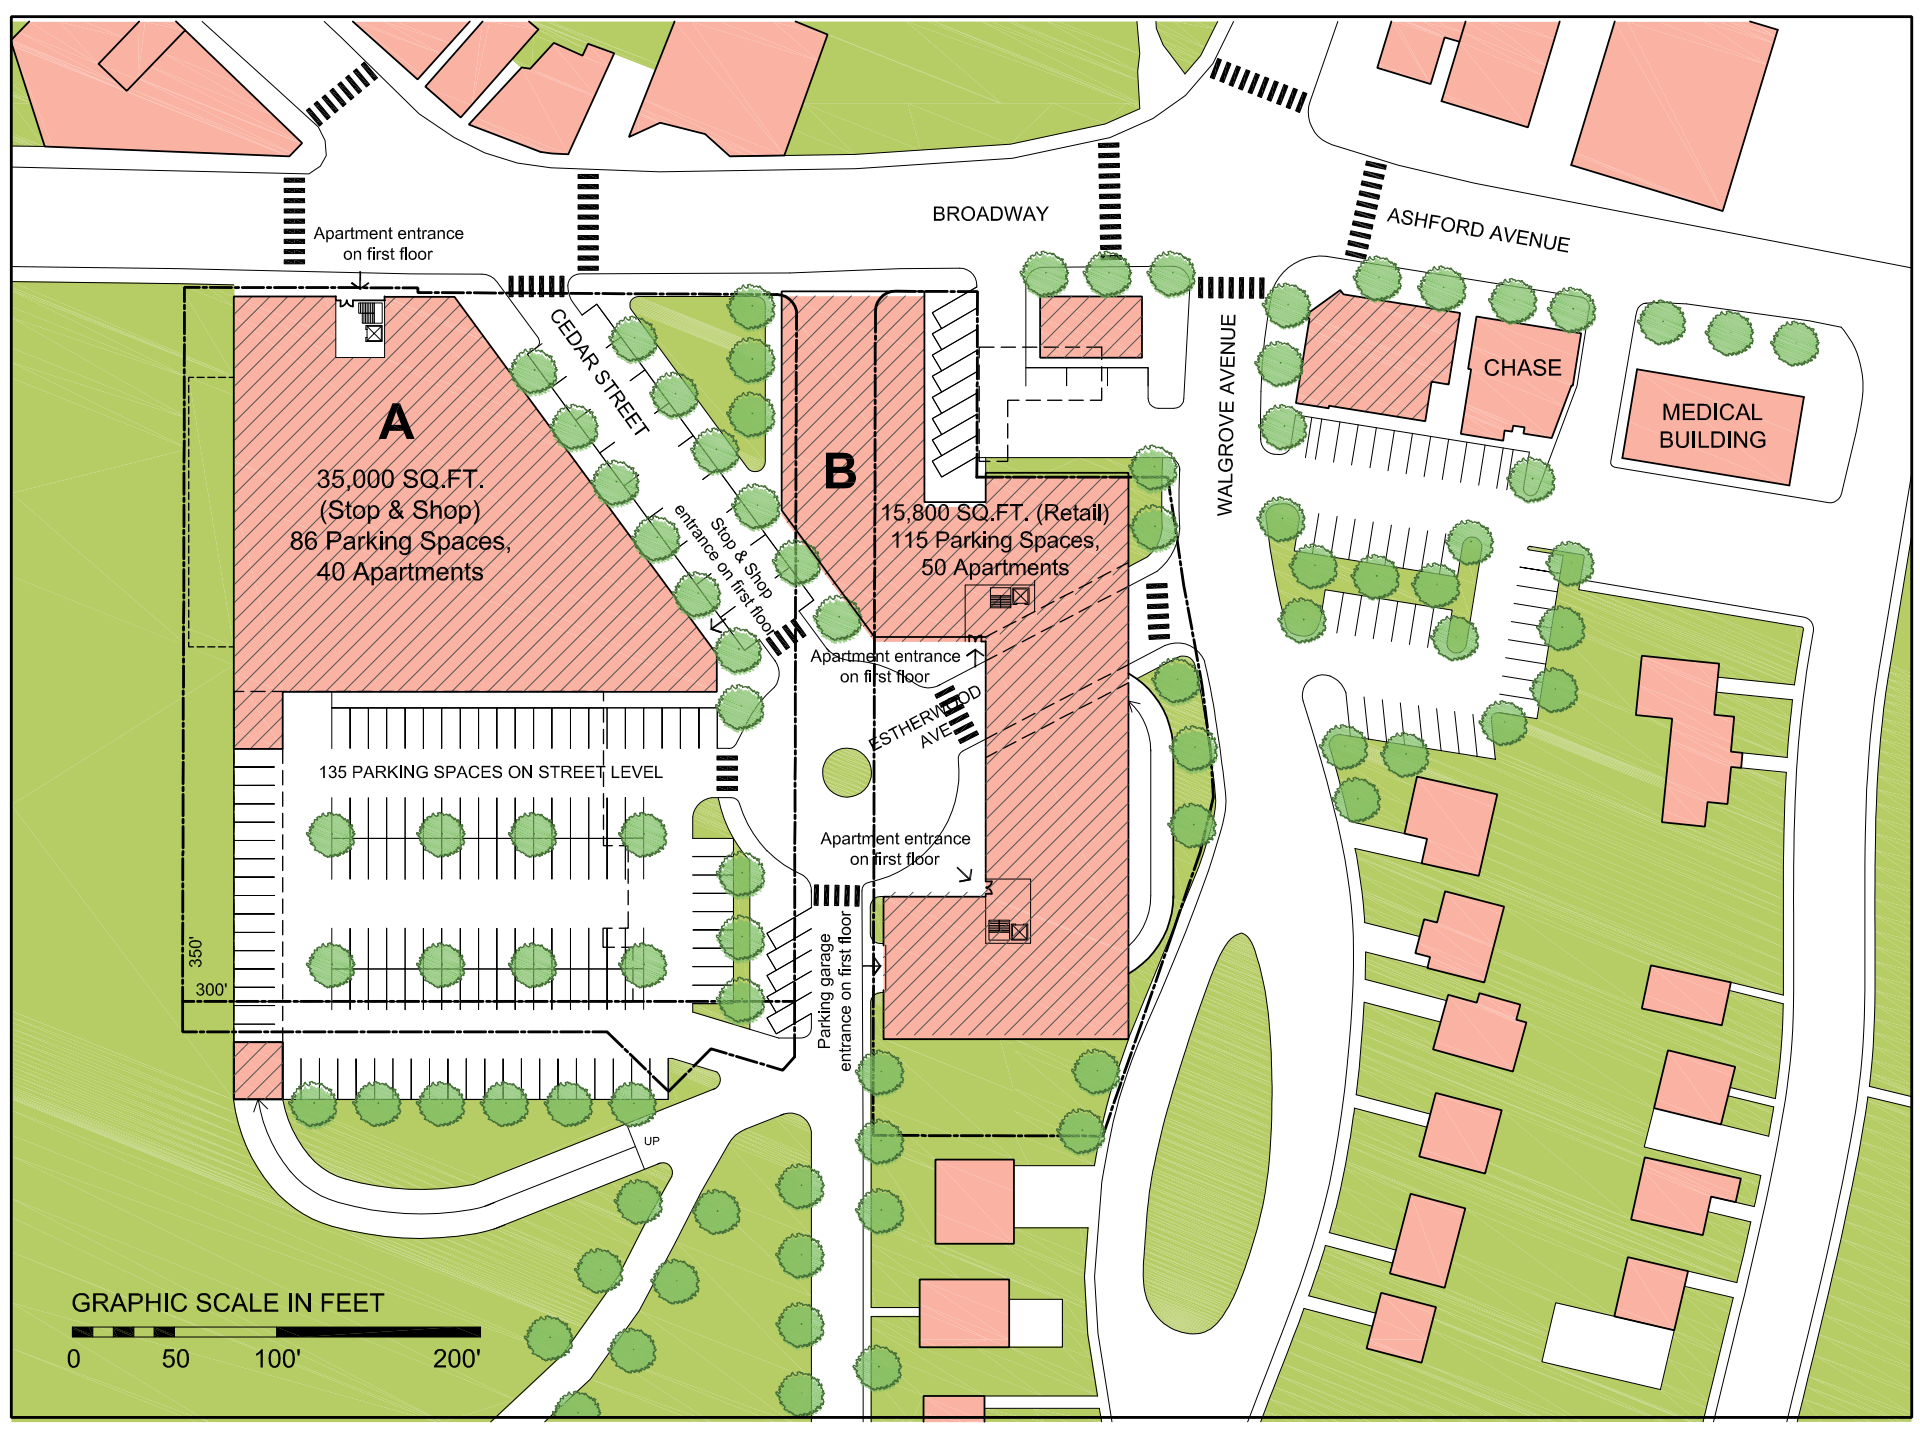 BROADWAY
ASHFORD AVENUE
Apartment entrance
on first floor
CEDAR STREET
WALGROVE AVENUE
CHASE
MEDICAL
BUILDING
A
35,000 SQ.FT.
(Stop & Shop)
86 Parking Spaces,
40 Apartments
B
15,800 SQ.FT. (Retail)
115 Parking Spaces,
50 Apartments
Stop & Shop
entrance on first floor
Apartment entrance
on first floor
ESTHERWOOD
AVE
135 PARKING SPACES ON STREET LEVEL
Apartment entrance
on first floor
Parking garage
entrance on first floor
350'
300'
UP
GRAPHIC SCALE IN FEET
0 50 100' 200'